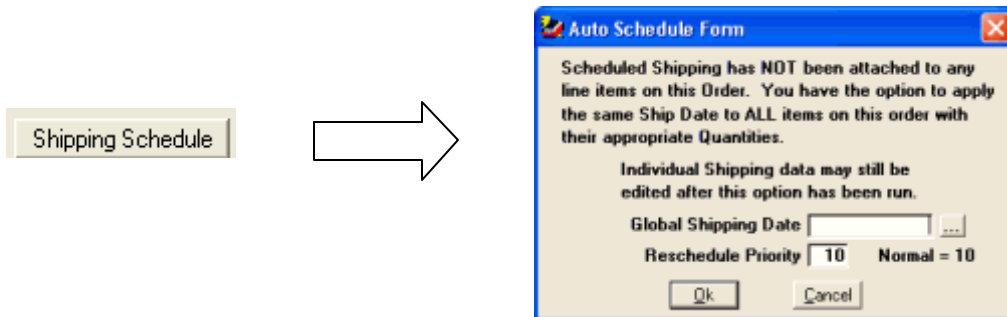 Shipping Schedule
Auto Schedule Form
Scheduled Shipping has NOT been attached to any
line items on this Order. You have the option to apply
the same Ship Date to ALL items on this order with
their appropriate Quantities.
Individual Shipping data may still be
edited after this option has been run.
Global Shipping Date ...
Reschedule Priority 10 Normal = 10
Ok Cancel